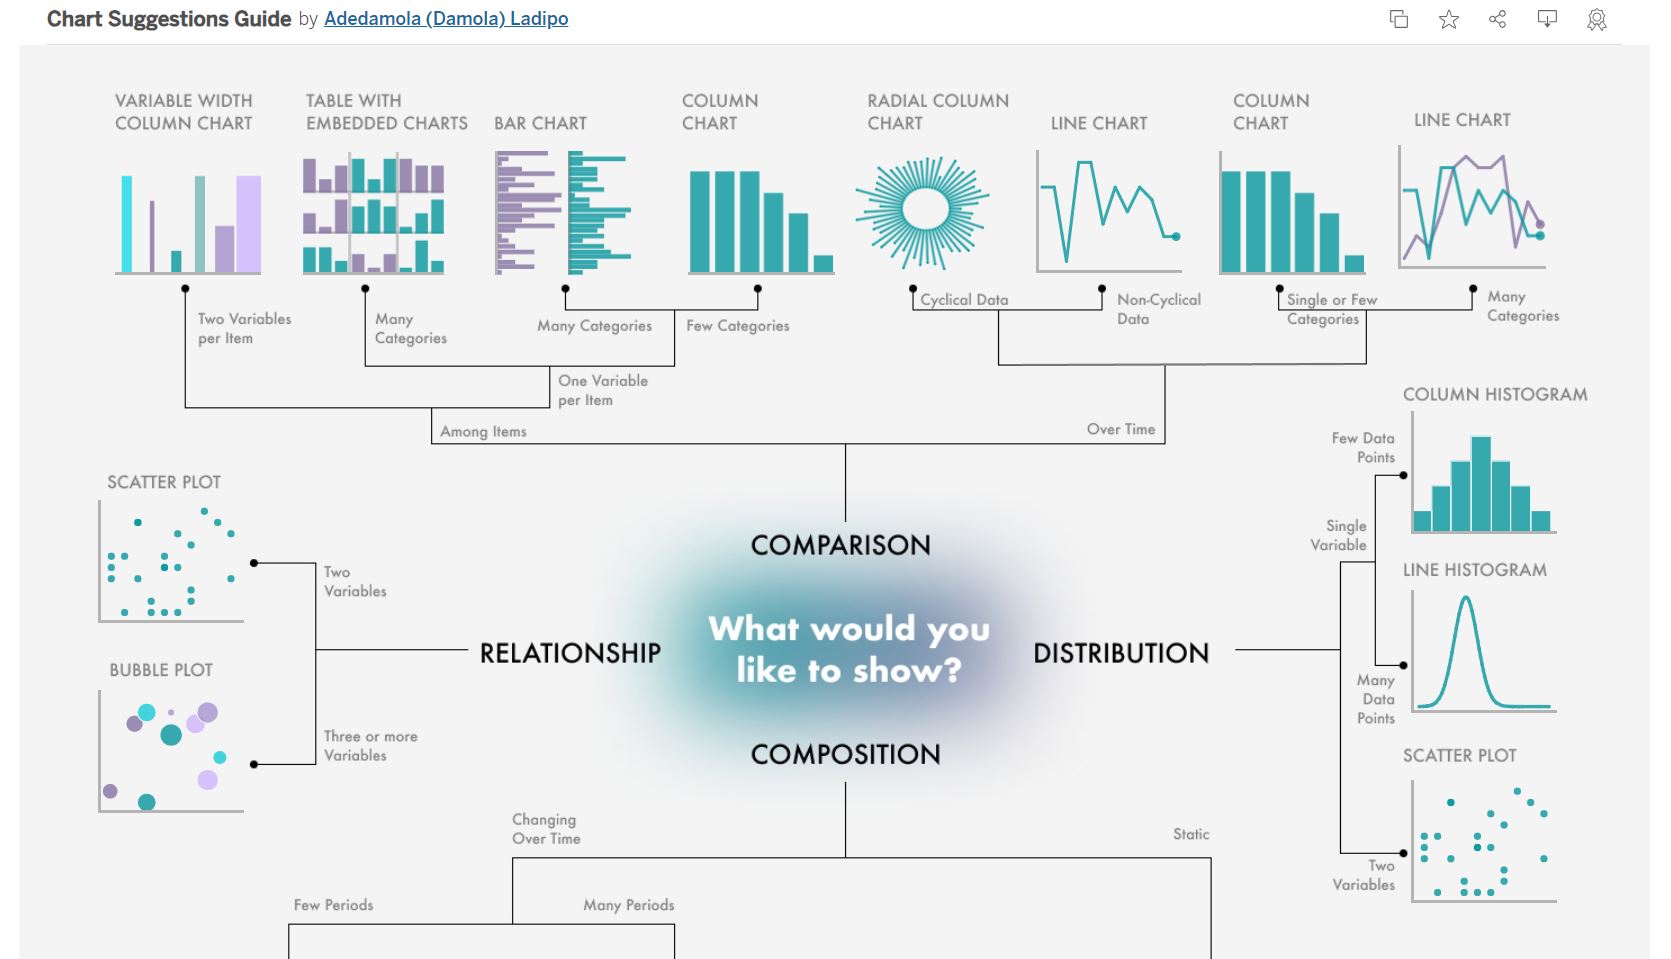 Chart Suggestions Guide by Adedamola (Damola) Ladipo
VARIABLE WIDTH
COLUMN CHART
TABLE WITH
EMBEDDED CHARTS
BAR CHART
COLUMN
CHART
RADIAL COLUMN
CHART
LINE CHART
COLUMN
CHART
LINE CHART
Two Variables
per Item
Many
Categories
Many Categories
Few Categories
Cyclical Data
Non-Cyclical
Data
Single or Few
Categories
Many
Categories
One Variable
per Item
Among Items
Over Time
COLUMN HISTOGRAM
Few Data
Points
Single
Variable
LINE HISTOGRAM
Many
Data
Points
SCATTER PLOT
Two
Variables
SCATTER PLOT
Two
Variables
BUBBLE PLOT
Three or more
Variables
COMPARISON
What would you
like to show?
RELATIONSHIP
DISTRIBUTION
COMPOSITION
Changing
Over Time
Static
Few Periods
Many Periods